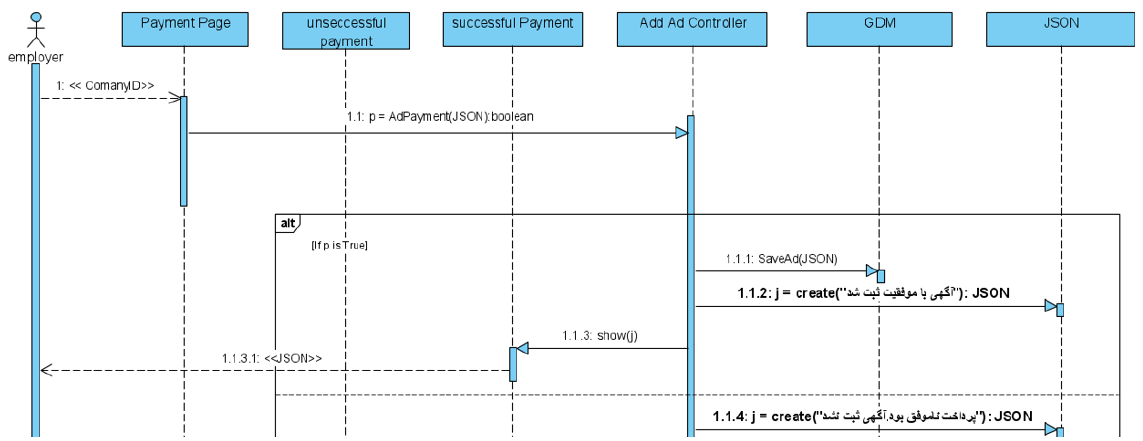 employer
Payment Page
unseccessful
payment
successful Payment
Add Ad Controller
GDM
JSON
1: << ComanyID>>
1.1: p = AdPayment(JSON):boolean
alt
[If p is True]
1.1.1: SaveAd(JSON)
1.1.2: j = create("آگهی با موفقیت ثبت شد"): JSON
1.1.3: show(j)
1.1.3.1: <<JSON>>
1.1.4: j = create("پرداخت ناموفق بود.آگهی ثبت نشد"): JSON